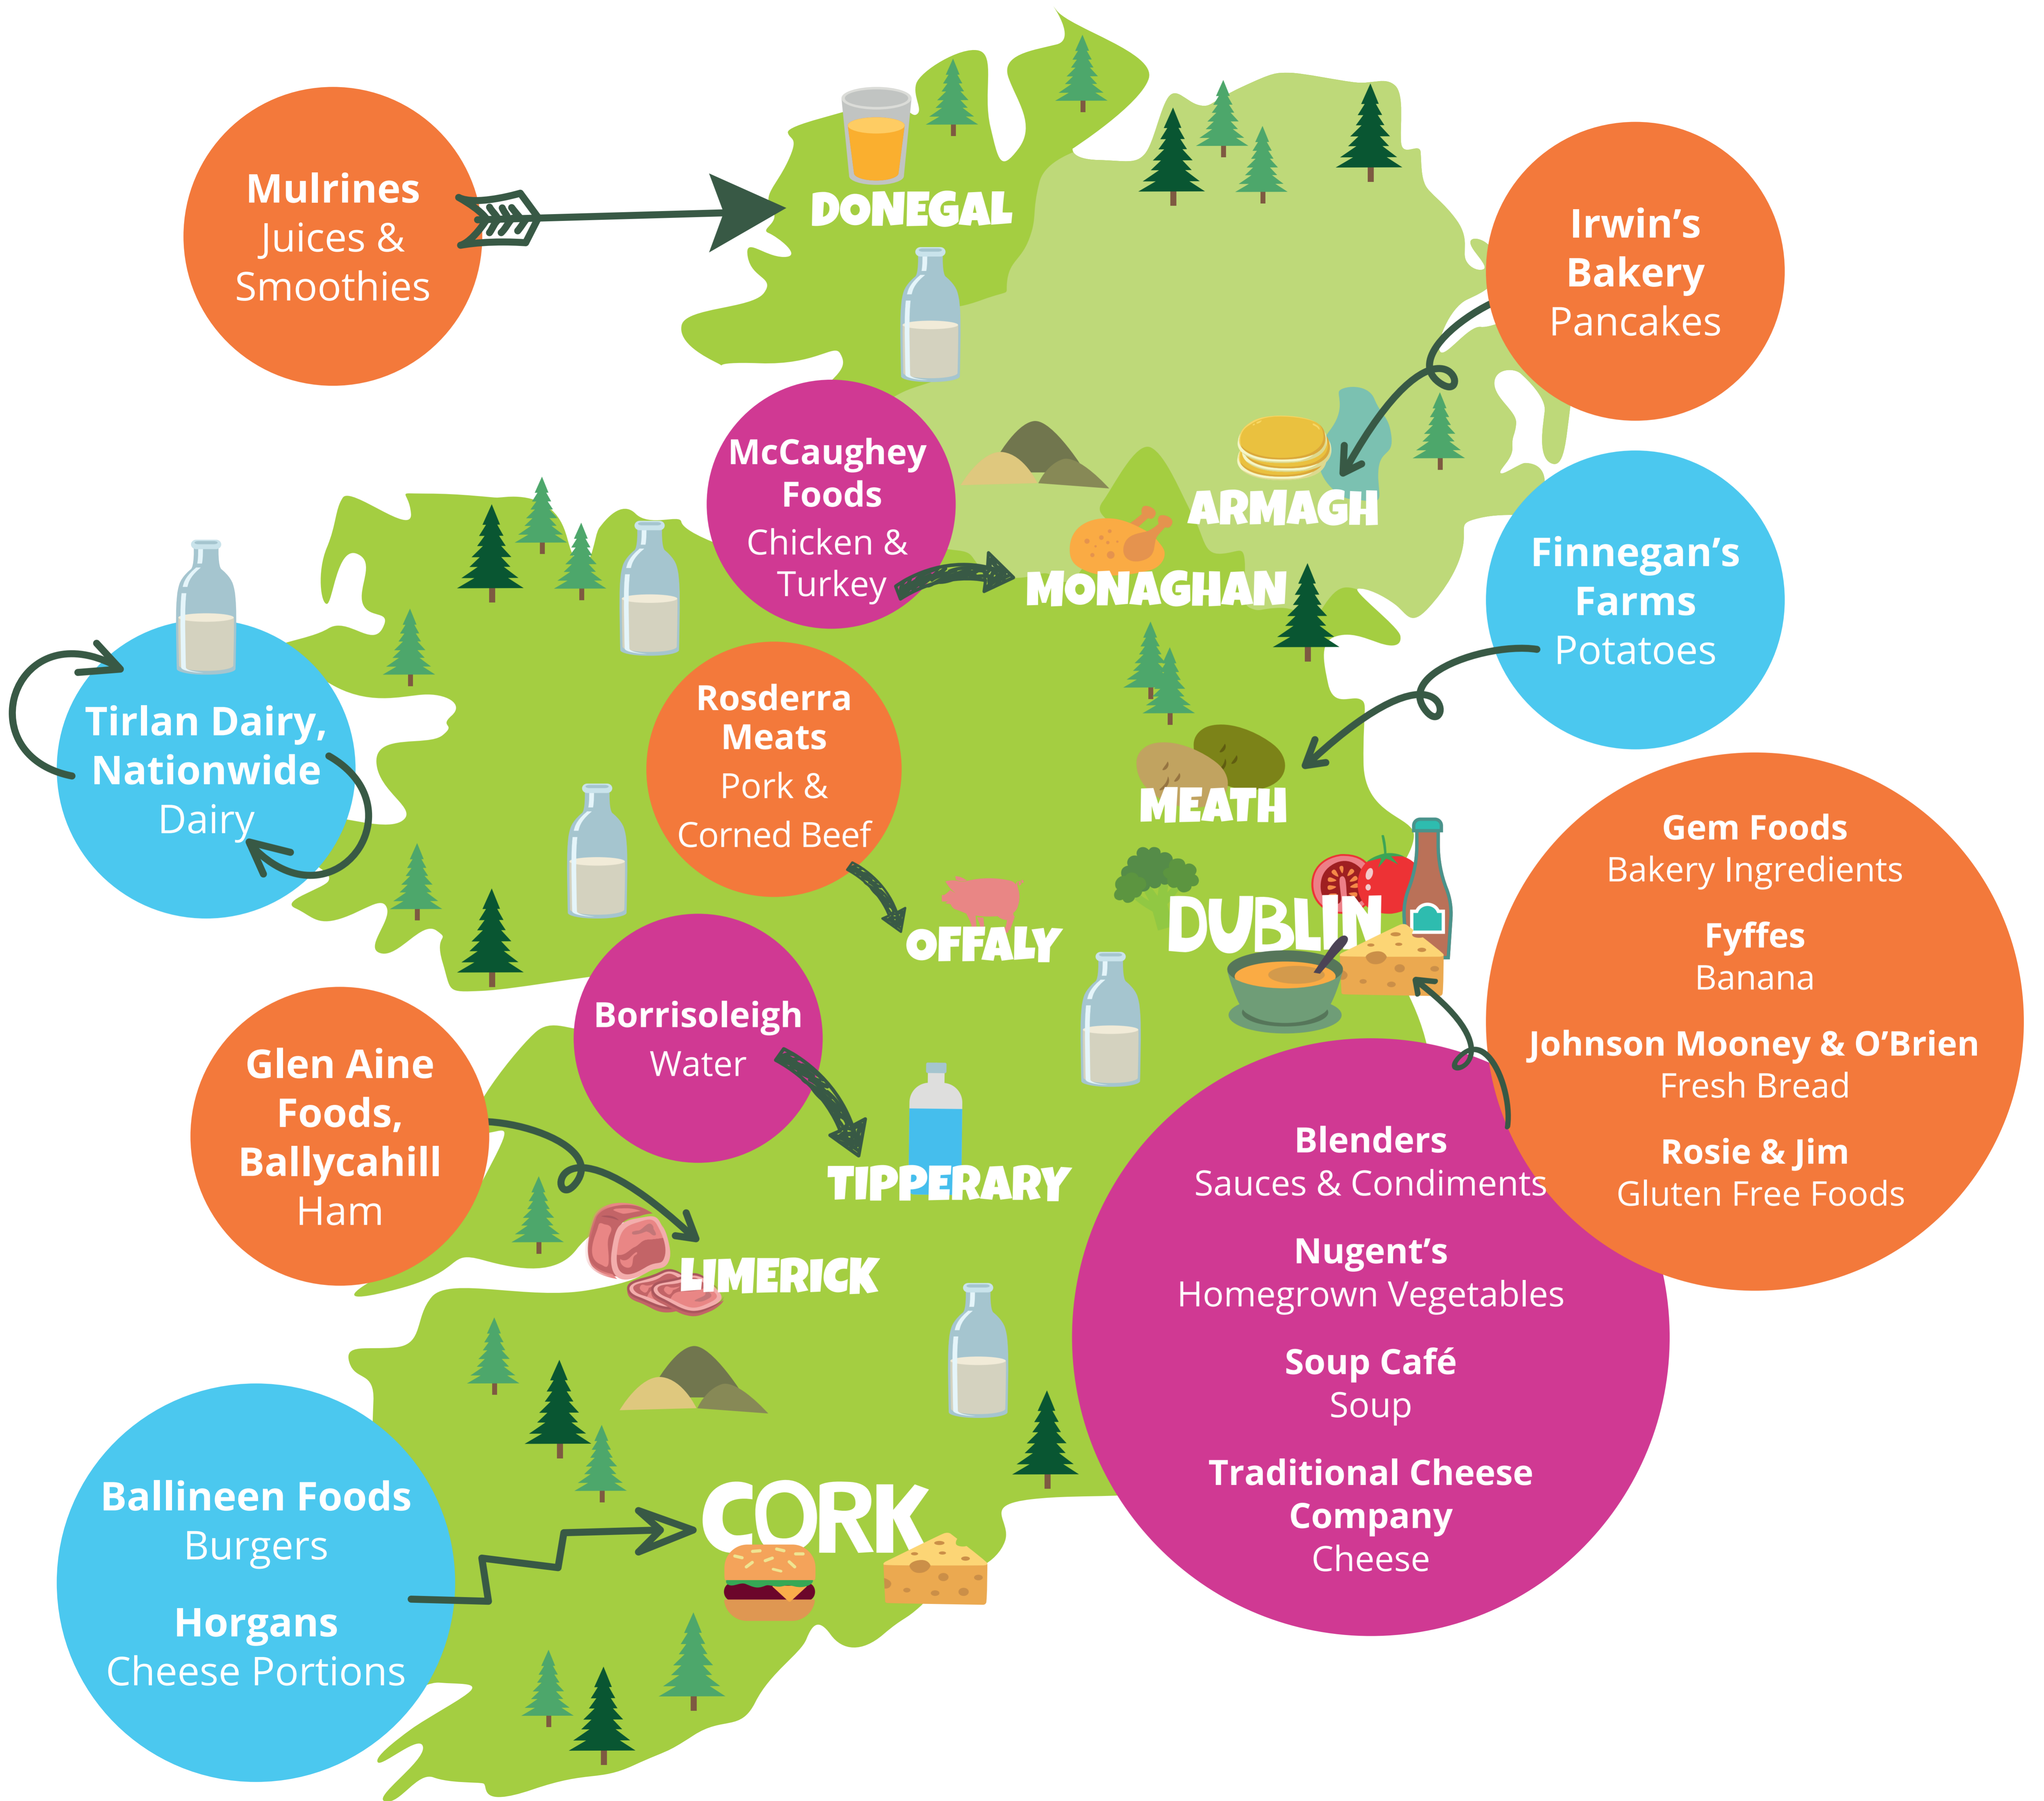 Mulrines
Juices &
Smoothies
DONEGAL
Irwin’s
Bakery
Pancakes
McCaughey
Foods
Chicken &
Turkey
ARMAGH
MONAGHAN
Finnegan’s
Farms
Potatoes
Tirlan Dairy,
Nationwide
Dairy
Rosderra
Meats
Pork &
Corned Beef
MEATH
OFFALY
DUBLIN
Gem Foods
Bakery Ingredients
Fyffes
Banana
Johnson Mooney & O’Brien
Fresh Bread
Rosie & Jim
Gluten Free Foods
Borrisoleigh
Water
Glen Aine
Foods,
Ballycahill
Ham
TIPPERARY
LIMERICK
Blenders
Sauces & Condiments
Nugent’s
Homegrown Vegetables
Soup Café
Soup
Traditional Cheese
Company
Cheese
CORK
Ballineen Foods
Burgers
Horgans
Cheese Portions